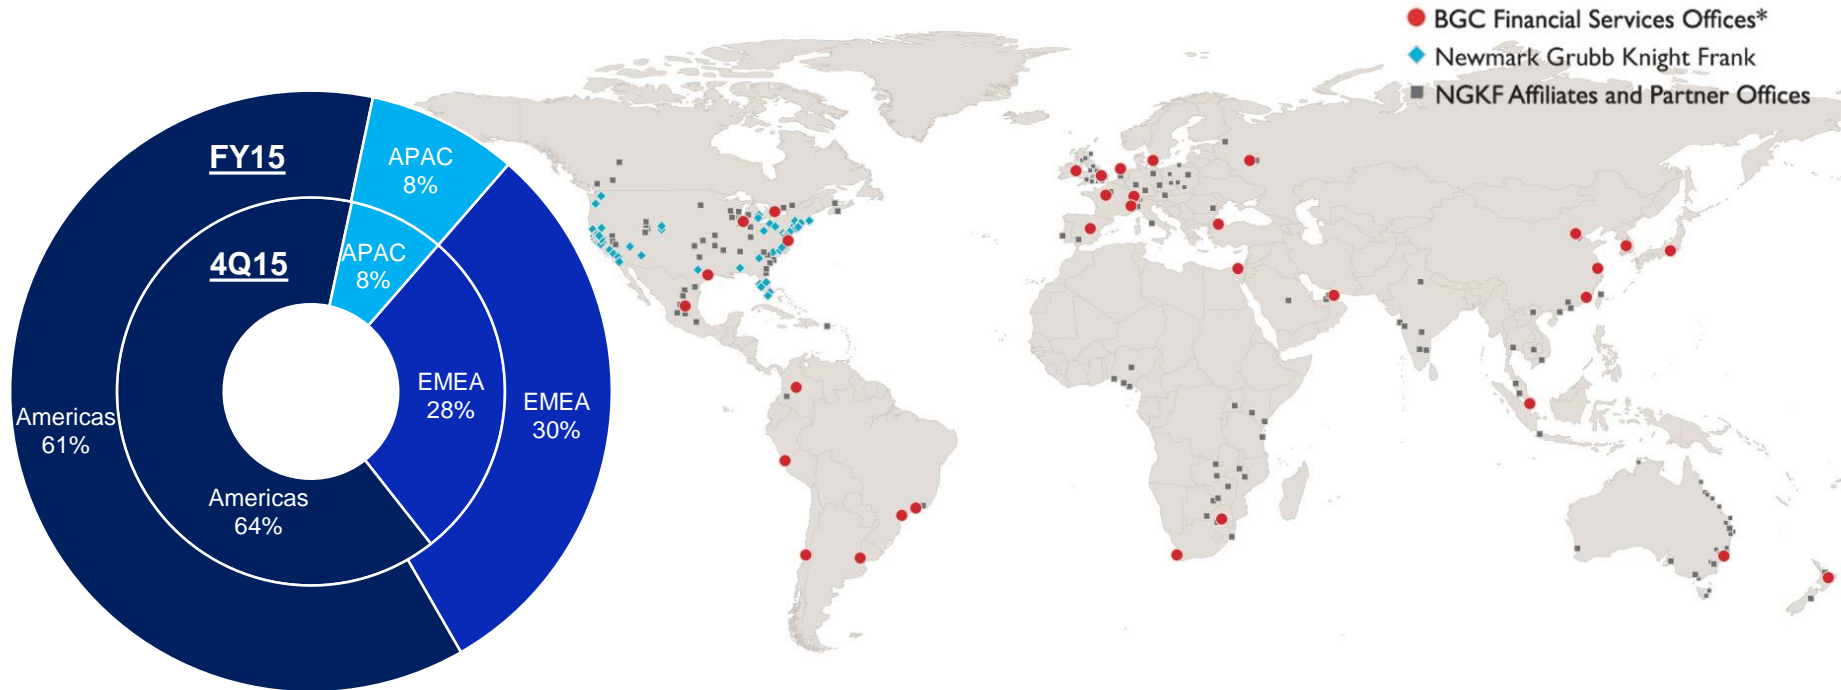 BGC Financial Services Offices*
Newmark Grubb Knight Frank
NGKF Affiliates and Partner Offices
FY15
APAC
8%
4Q15
APAC
8%
EMEA
28%
EMEA
30%
Americas
61%
Americas
64%